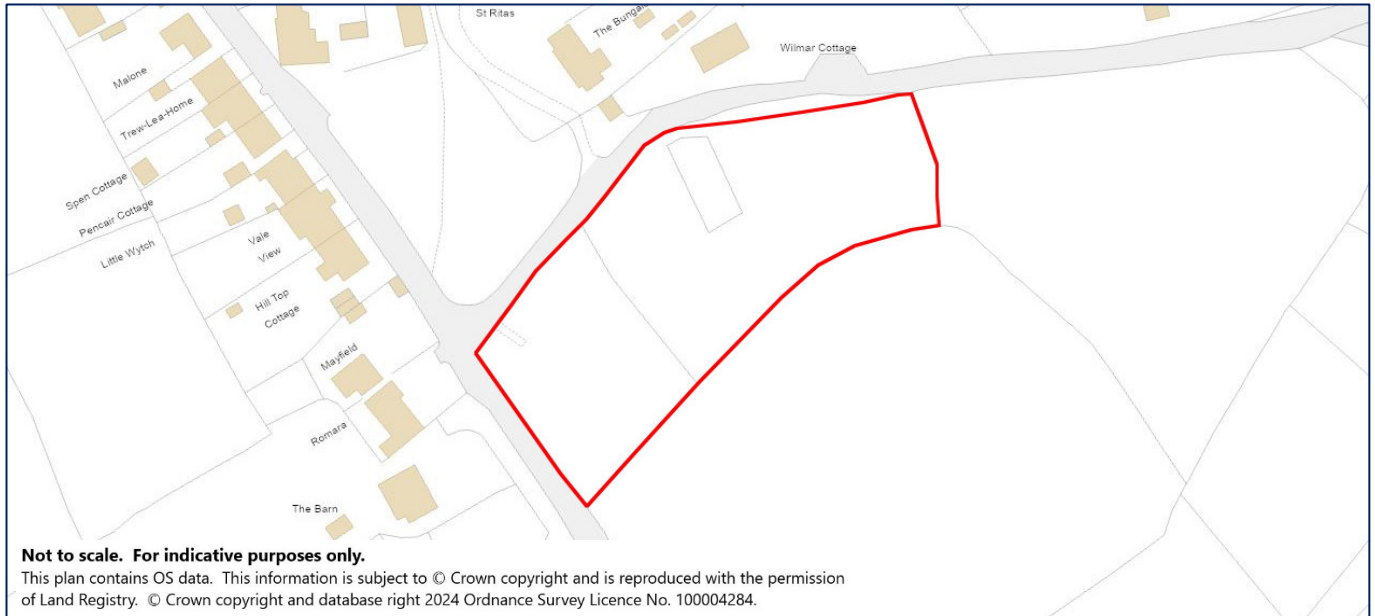 St Ritas
The Bungalo
Wilmar Cottage
Malone
Trew-Lea-Home
Spen Cottage
Pencair Cottage
Little Wytch
Vale
View
Hill Top
Cottage
Mayfield
Romara
The Barn
Not to scale. For indicative purposes only.
This plan contains OS data. This information is subject to © Crown copyright and is reproduced with the permission
of Land Registry. © Crown copyright and database right 2024 Ordnance Survey Licence No. 100004284.